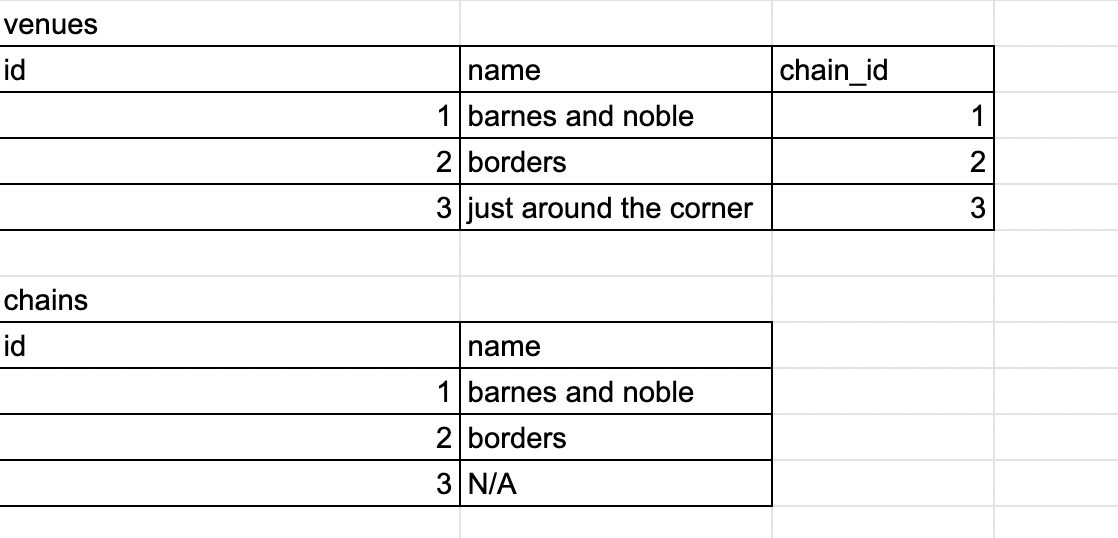 venues
id name chain_id
1 barnes and noble 1
2 borders 2
3 just around the corner 3
chains
id name
1 barnes and noble
2 borders
3 N/A